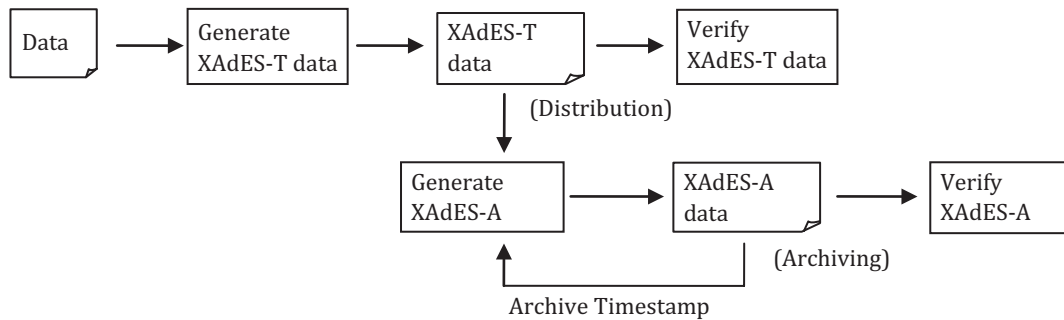 Data
Generate
XAdES-T data
XAdES-T
data
Verify
XAdES-T data
(Distribution)
Generate
XAdES-A
XAdES-A
data
Verify
XAdES-A
(Archiving)
Archive Timestamp